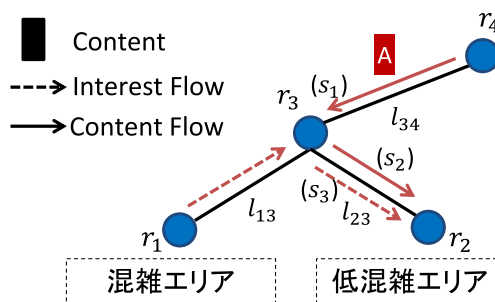 Content
Interest Flow
Content Flow
A
r₄
(s₁)
r₃
l₃₄
(s₂)
(s₃)
l₁₃
l₂₃
r₁
r₂
混雑エリア
低混雑エリア